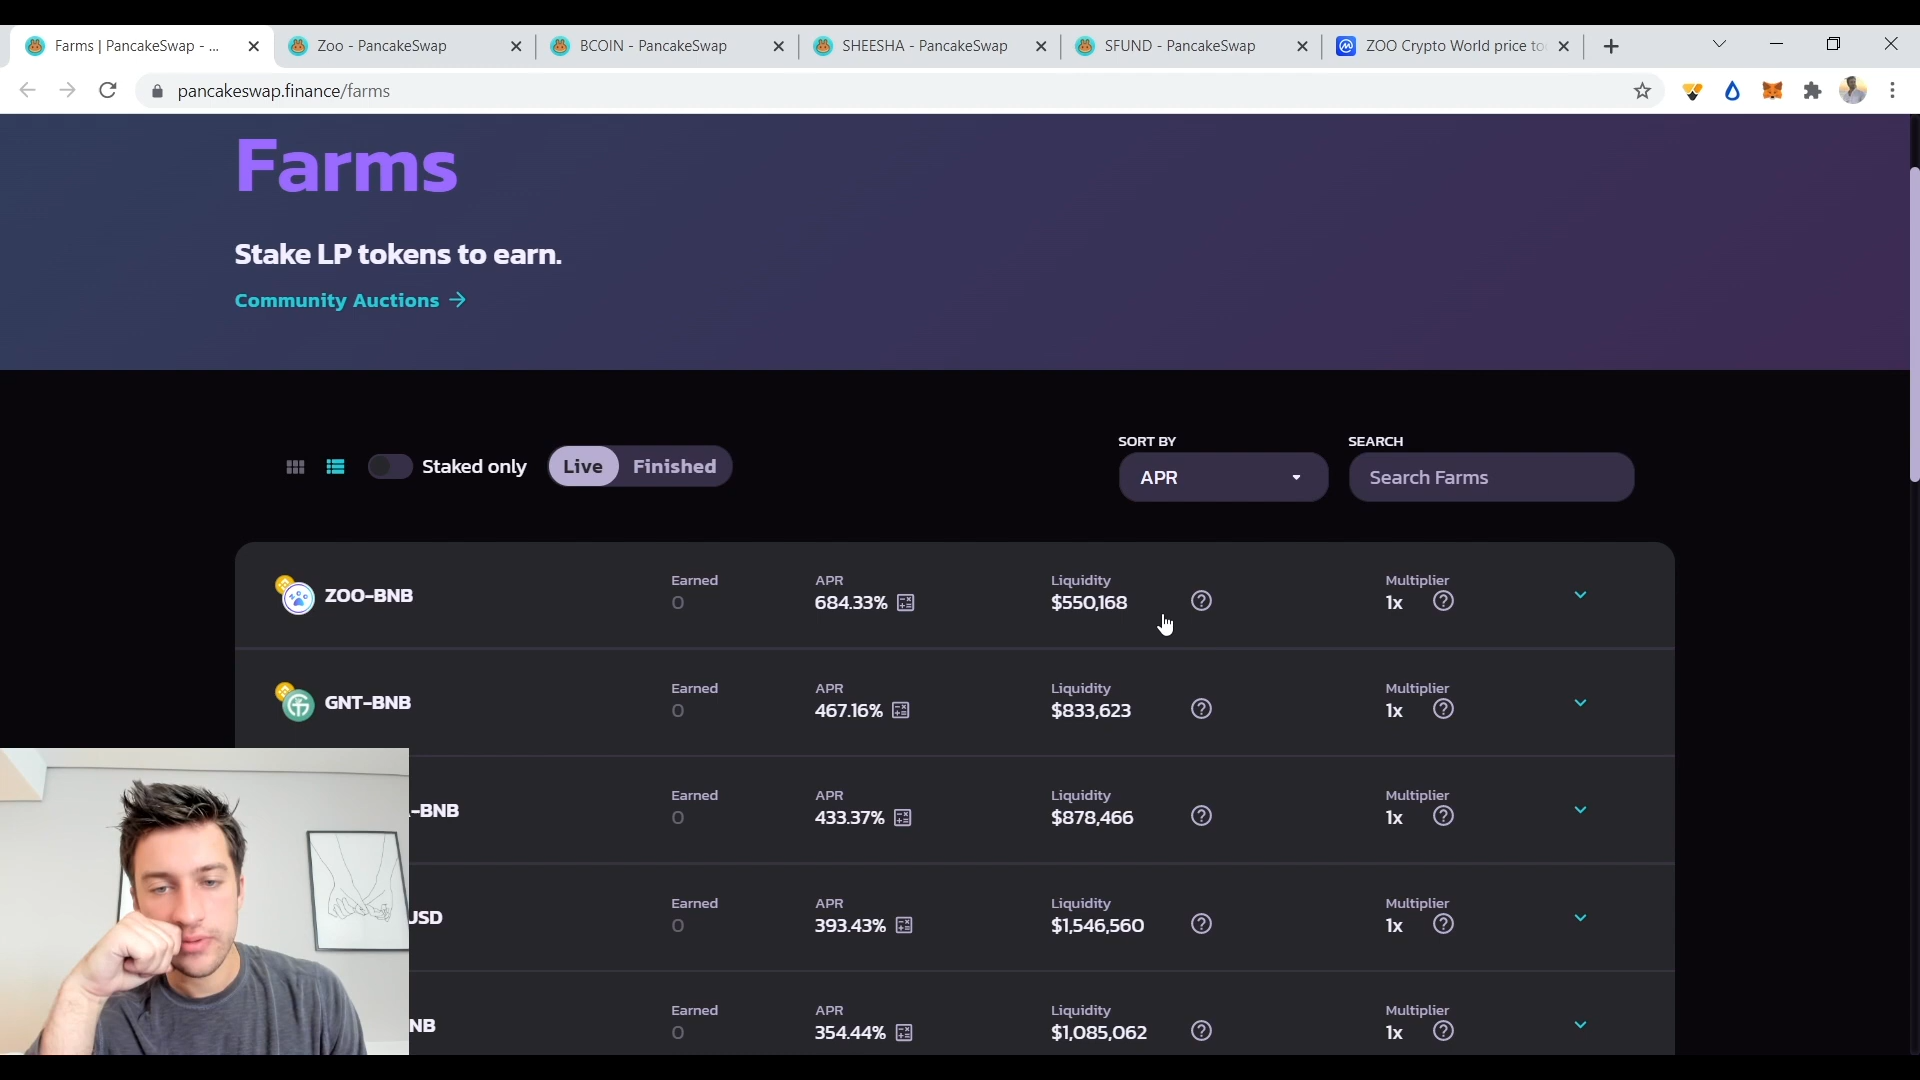 Farms | PancakeSwap - ...
Zoo - PancakeSwap
BCOIN - PancakeSwap
SHEESHA - PancakeSwap
SFUND - PancakeSwap
ZOO Crypto World price
pancakeswap.finance/farms
Farms
Stake LP tokens to earn.
Community Auctions
Staked only
Live
Finished
SORT BY
APR
SEARCH
Search Farms
ZOO-BNB
Earned
0
APR
684.33%
Liquidity
$550,168
Multiplier
1x
GNT-BNB
Earned
0
APR
467.16%
Liquidity
$833,623
Multiplier
1x
-BNB
Earned
0
APR
433.37%
Liquidity
$878,466
Multiplier
1x
USD
Earned
0
APR
393.43%
Liquidity
$1,546,560
Multiplier
1x
NB
Earned
0
APR
354.44%
Liquidity
$1,085,062
Multiplier
1x